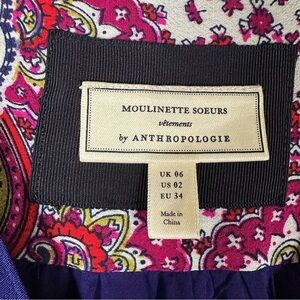 MOULINETTE SOEURS
vêtements
by ANTHROPOLOGIE
UK 06
US 02
EU 34
Made in
China